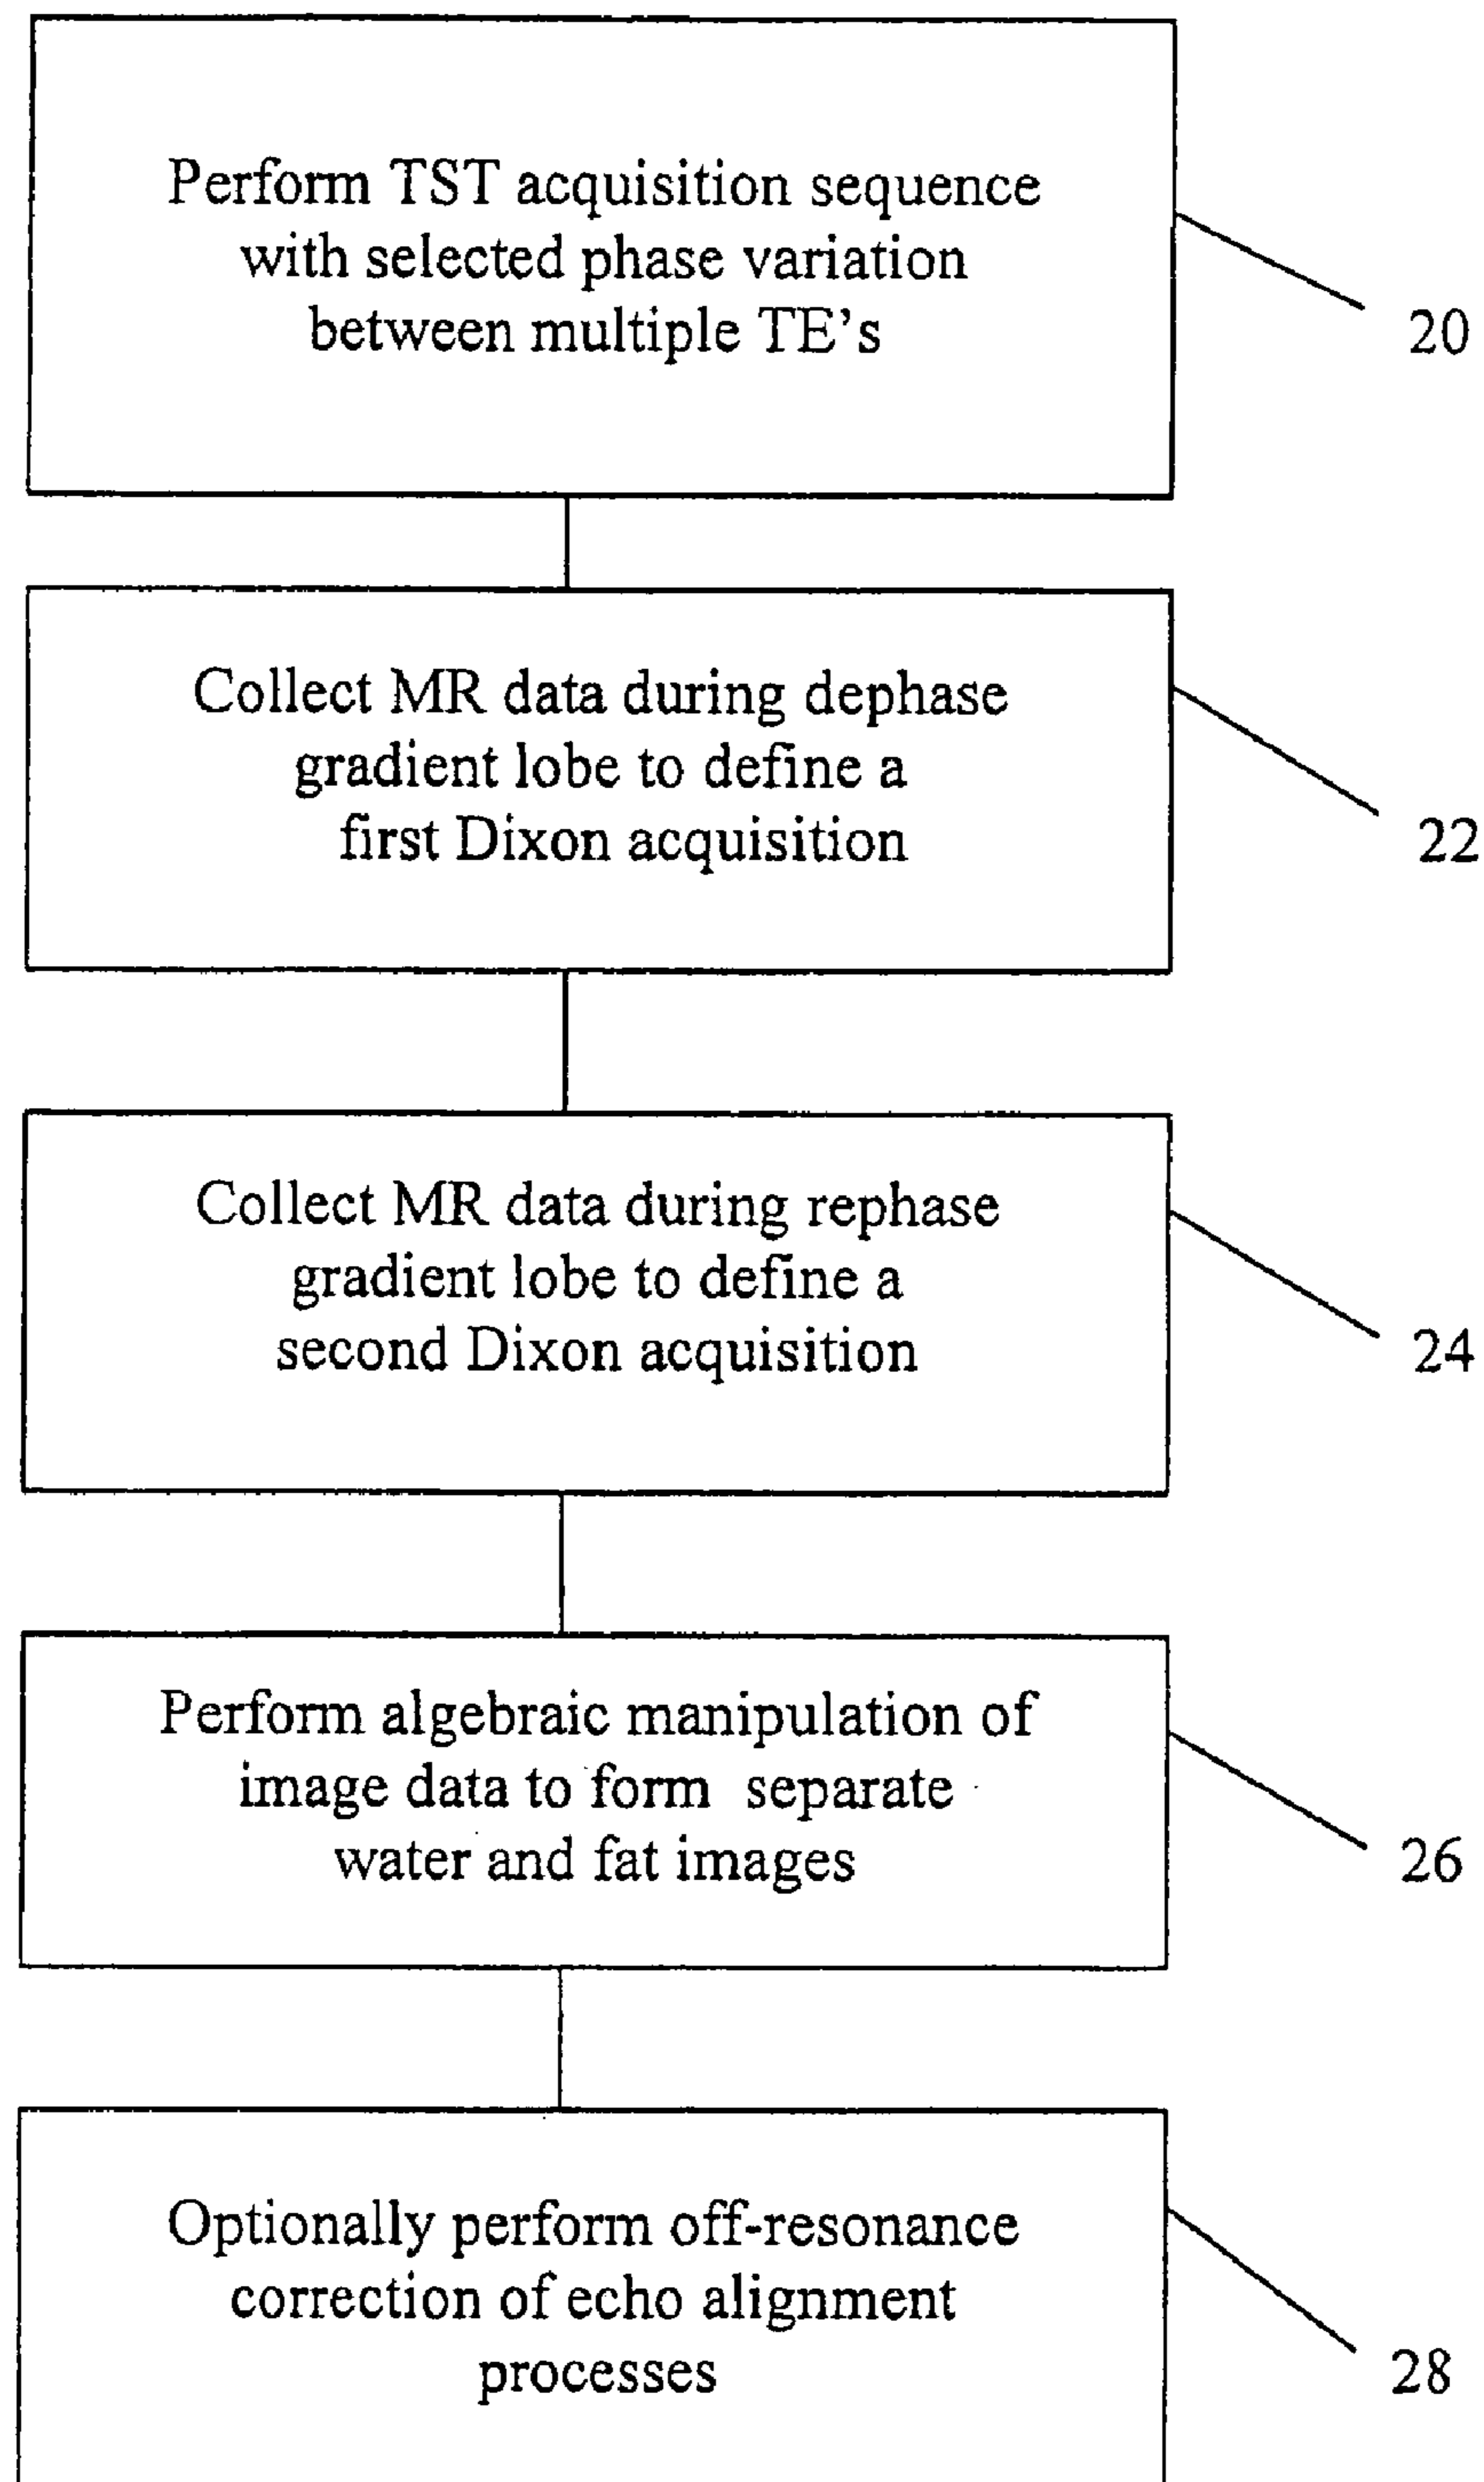 Perform TST acquisition sequence
with selected phase variation
between multiple TE's
20
Collect MR data during dephase
gradient lobe to define a
first Dixon acquisition
22
Collect MR data during rephase
gradient lobe to define a
second Dixon acquisition
24
Perform algebraic manipulation of
image data to form separate
water and fat images
26
Optionally perform off-resonance
correction of echo alignment
processes
28